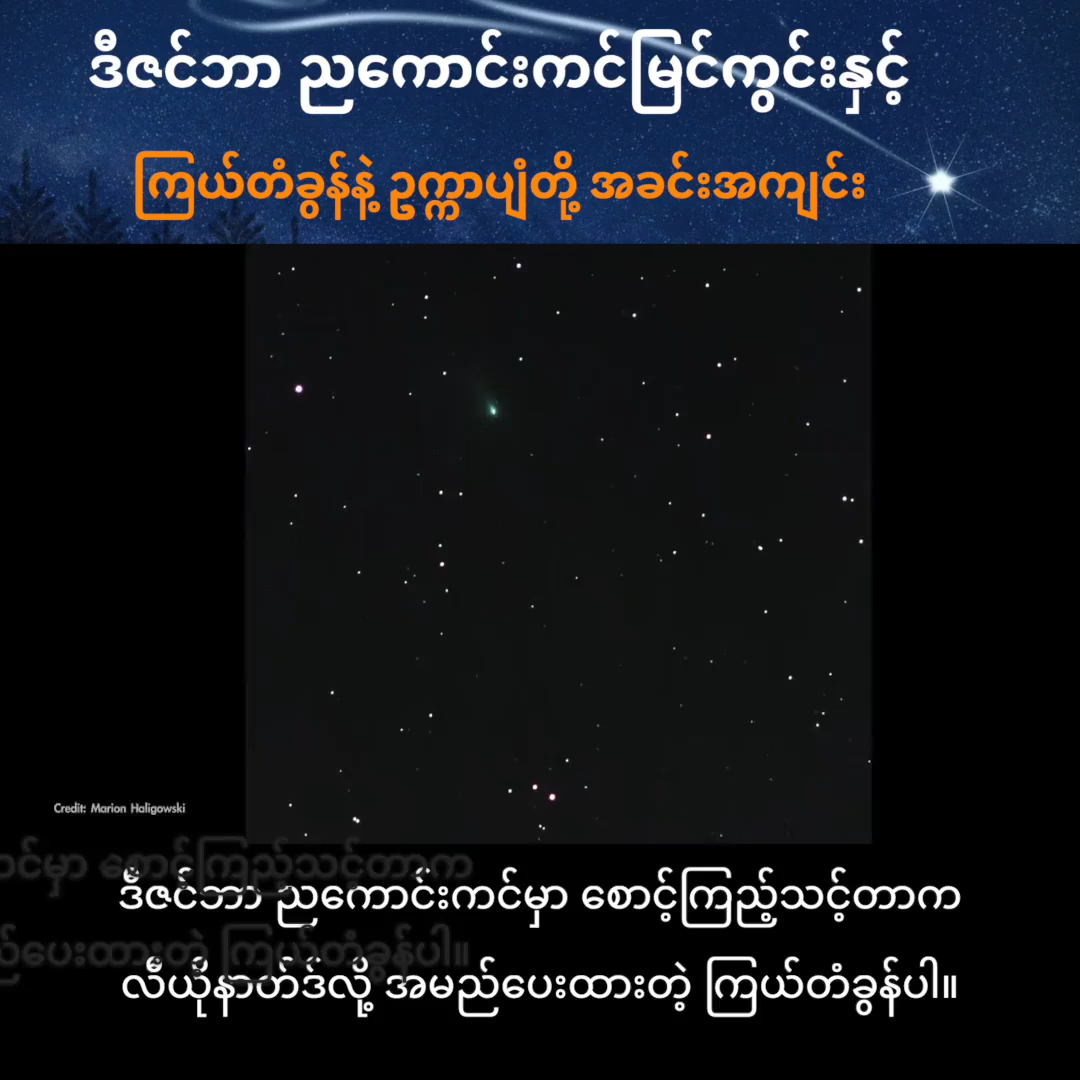 ဒီဇင်ဘာ ညကောင်းကင်မြင်ကွင်းနှင့်
ကြယ်တံခွန်နဲ့ ဥက္ကာပျံတို့ အခင်းအကျင်း
Credit: Marion Haligowski
ဒီဇင်ဘာ ညကောင်းကင်မှာ စောင့်ကြည့်သင့်တာက
လီယိုနာတ်ဒ်လို့ အမည်ပေးထားတဲ့ ကြယ်တံခွန်ပါ။